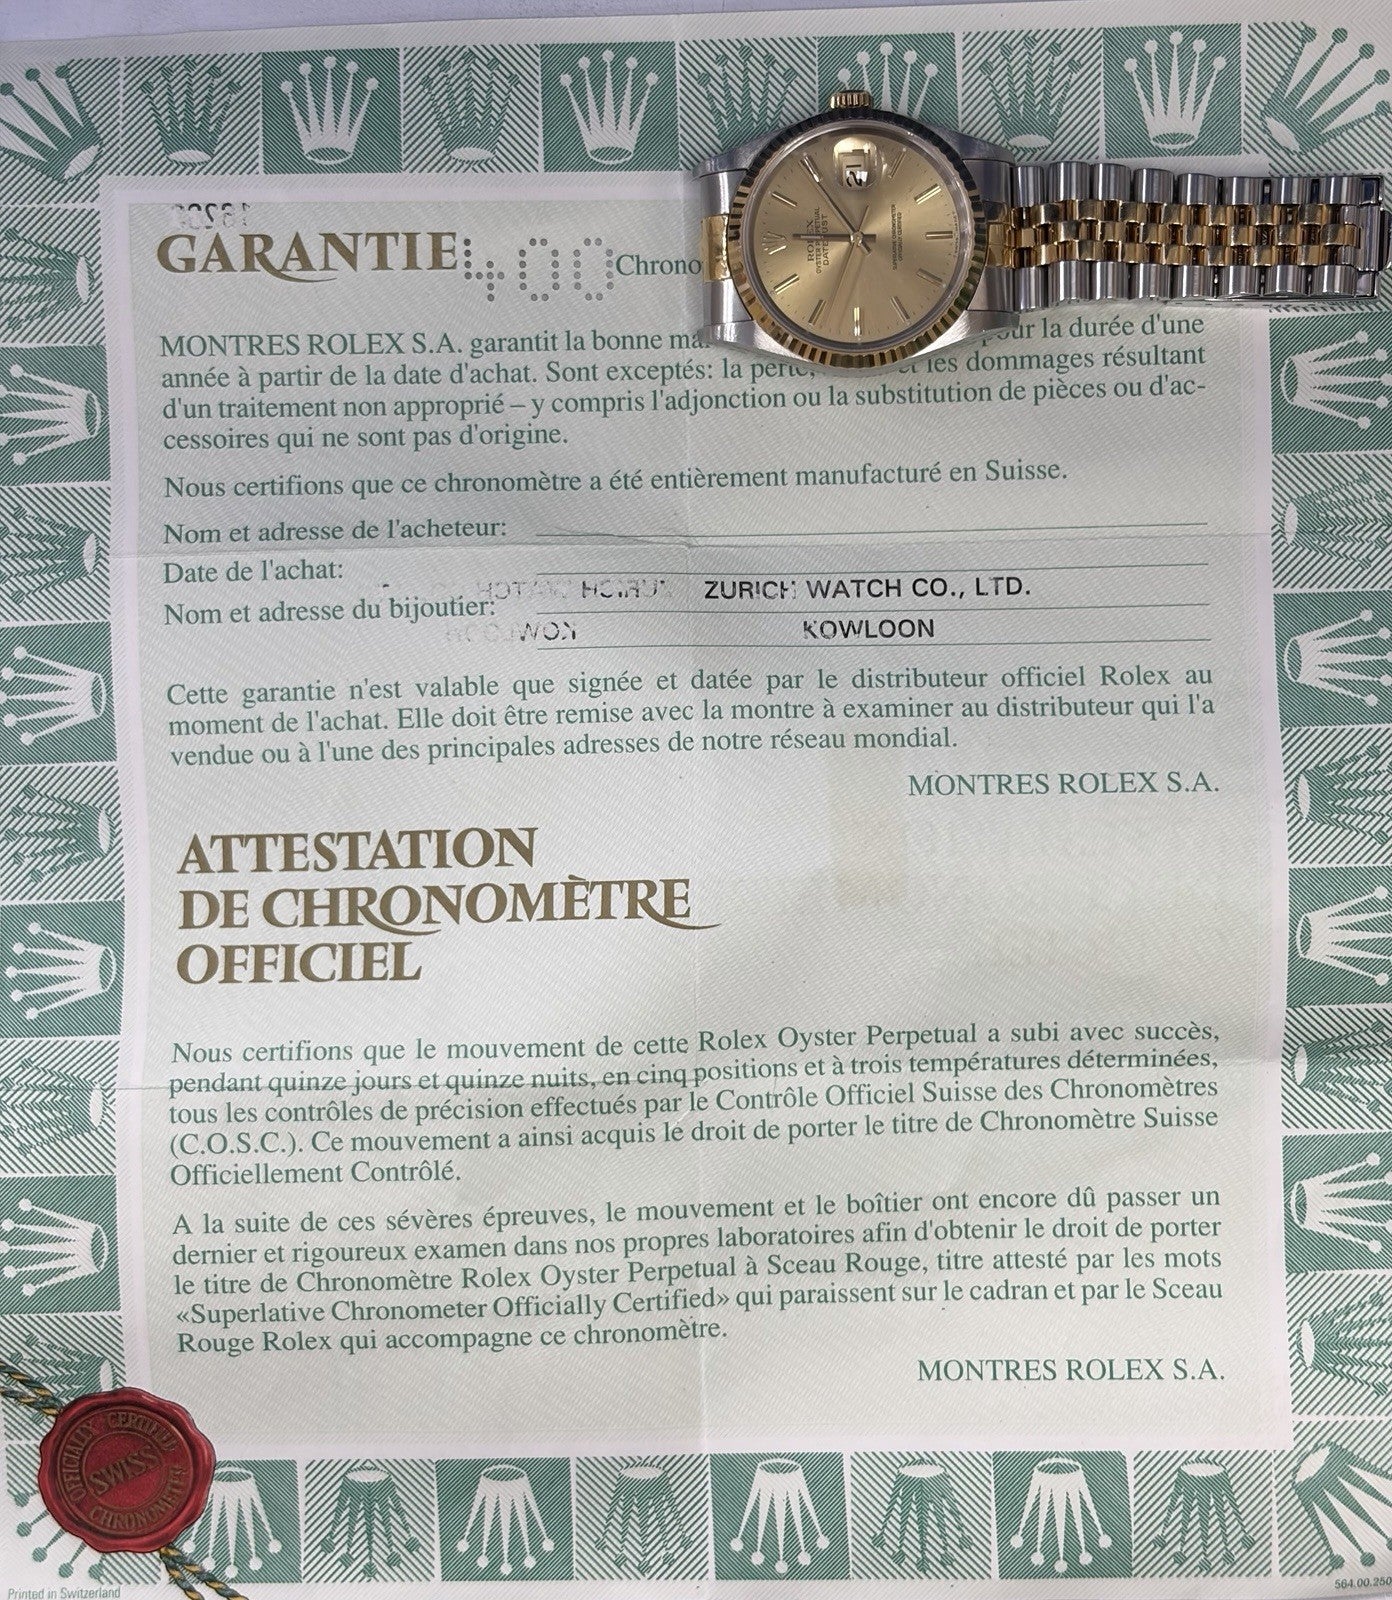 GARANTIE 400 Chrono
ROLEX
OYSTER PERPETUAL
DATEJUST
SUPERLATIVE CHRONOMETER
OFFICIALLY CERTIFIED
21
MONTRES ROLEX S.A. garantit la bonne ma pour la durée d'une
année à partir de la date d'achat. Sont exceptés: la perte, et les dommages résultant
d'un traitement non approprié – y compris l'adjonction ou la substitution de pièces ou d'ac-
cessoires qui ne sont pas d'origine.
Nous certifions que ce chronomètre a été entièrement manufacturé en Suisse.
Nom et adresse de l'acheteur:
Date de l'achat:
Nom et adresse du bijoutier: ZURICH WATCH CO., LTD.
KOWLOON
Cette garantie n'est valable que signée et datée par le distributeur officiel Rolex au
moment de l'achat. Elle doit être remise avec la montre à examiner au distributeur qui l'a
vendue ou à l'une des principales adresses de notre réseau mondial.
MONTRES ROLEX S.A.
ATTESTATION
DE CHRONOMÈTRE
OFFICIEL
Nous certifions que le mouvement de cette Rolex Oyster Perpetual a subi avec succès,
pendant quinze jours et quinze nuits, en cinq positions et à trois températures déterminées,
tous les contrôles de précision effectués par le Contrôle Officiel Suisse des Chronomètres
(C.O.S.C.). Ce mouvement a ainsi acquis le droit de porter le titre de Chronomètre Suisse
Officiellement Contrôlé.
A la suite de ces sévères épreuves, le mouvement et le boîtier ont encore dû passer un
dernier et rigoureux examen dans nos propres laboratoires afin d'obtenir le droit de porter
le titre de Chronomètre Rolex Oyster Perpetual à Sceau Rouge, titre attesté par les mots
«Superlative Chronometer Officially Certified» qui paraissent sur le cadran et par le Sceau
Rouge Rolex qui accompagne ce chronomètre.
MONTRES ROLEX S.A.
OFFICIALLY CERTIFIED
SWISS
CHRONOMETER
Printed in Switzerland
564.00.250